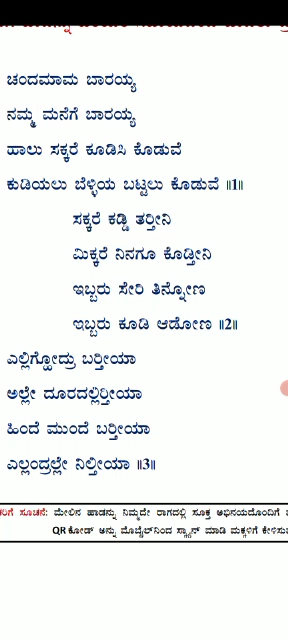 ಚಂದಮಾಮ ಬಾರಯ್ಯ
ನಮ್ಮ ಮನೆಗೆ ಬಾರಯ್ಯ
ಹಾಲು ಸಕ್ಕರೆ ಕೂಡಿಸಿ ಕೊಡುವೆ
ಕುಡಿಯಲು ಬೆಳ್ಳಿಯ ಬಟ್ಟಲು ಕೊಡುವೆ ॥1॥
ಸಕ್ಕರೆ ಕಡ್ಡಿ ತರ್‍ತೀನಿ
ಮಿಕ್ಕರೆ ನಿನಗೂ ಕೊಡ್ತೀನಿ
ಇಬ್ಬರು ಸೇರಿ ತಿನ್ನೋಣ
ಇಬ್ಬರು ಕೂಡಿ ಆಡೋಣ ॥2॥
ಎಲ್ಲಿಗ್ಹೋದ್ರು ಬರ್‍ತೀಯಾ
ಅಲ್ಲೇ ದೂರದಲ್ಲಿರ್‍ತೀಯಾ
ಹಿಂದೆ ಮುಂದೆ ಬರ್‍ತೀಯಾ
ಎಲ್ಲಂದ್ರಲ್ಲೇ ನಿಲ್ತೀಯಾ ॥3॥
ಸೂಚನೆ: ಮೇಲಿನ ಹಾಡನ್ನು ನಿಮ್ಮದೇ ರಾಗದಲ್ಲಿ ಸೂಕ್ತ ಅಭಿನಯದೊಂದಿಗೆ
QR ಕೋಡ್ ಅನ್ನು ಮೊಬೈಲ್‌ನಿಂದ ಸ್ಕ್ಯಾನ್ ಮಾಡಿ ಮಕ್ಕಳಿಗೆ